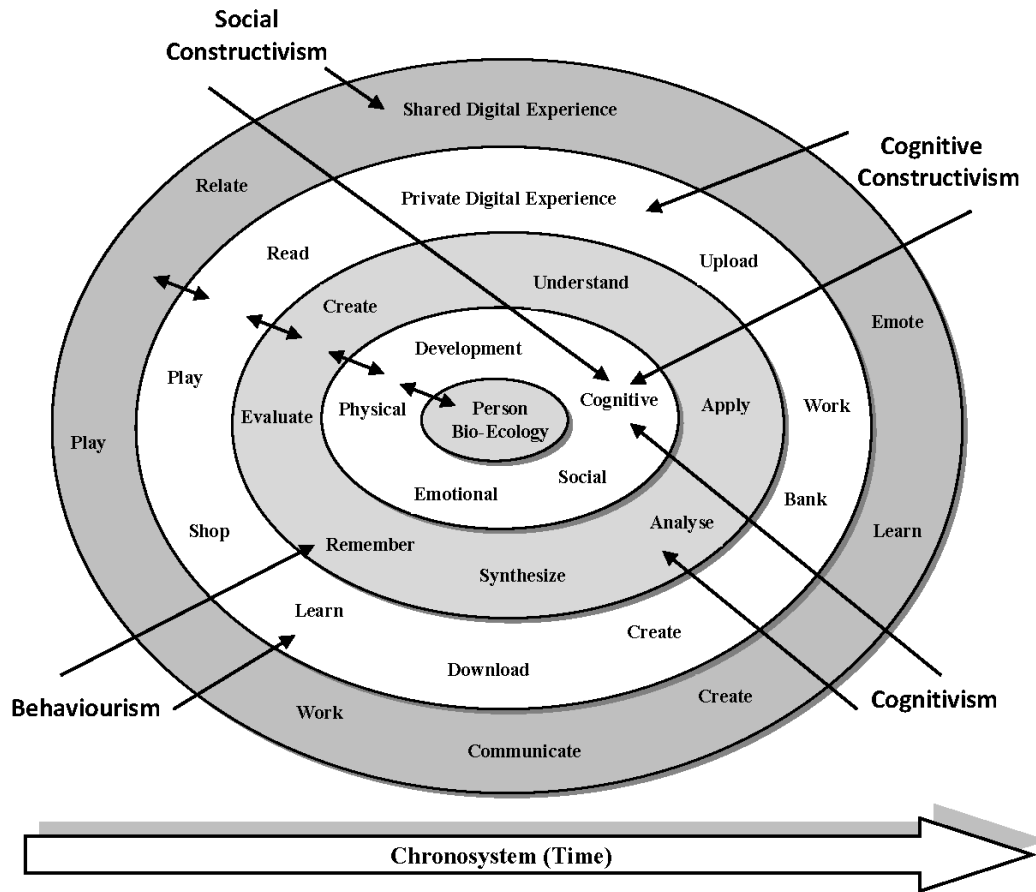 Social
Constructivism
Shared Digital Experience
Cognitive
Constructivism
Relate
Private Digital Experience
Read
Upload
Understand
Create
Emote
Development
Play
Physical
Cognitive
Apply
Work
Evaluate
Person
Bio-Ecology
Play
Social
Emotional
Bank
Shop
Analyse
Learn
Remember
Synthesize
Learn
Create
Download
Create
Behaviourism
Cognitivism
Work
Communicate
Chronosystem (Time)